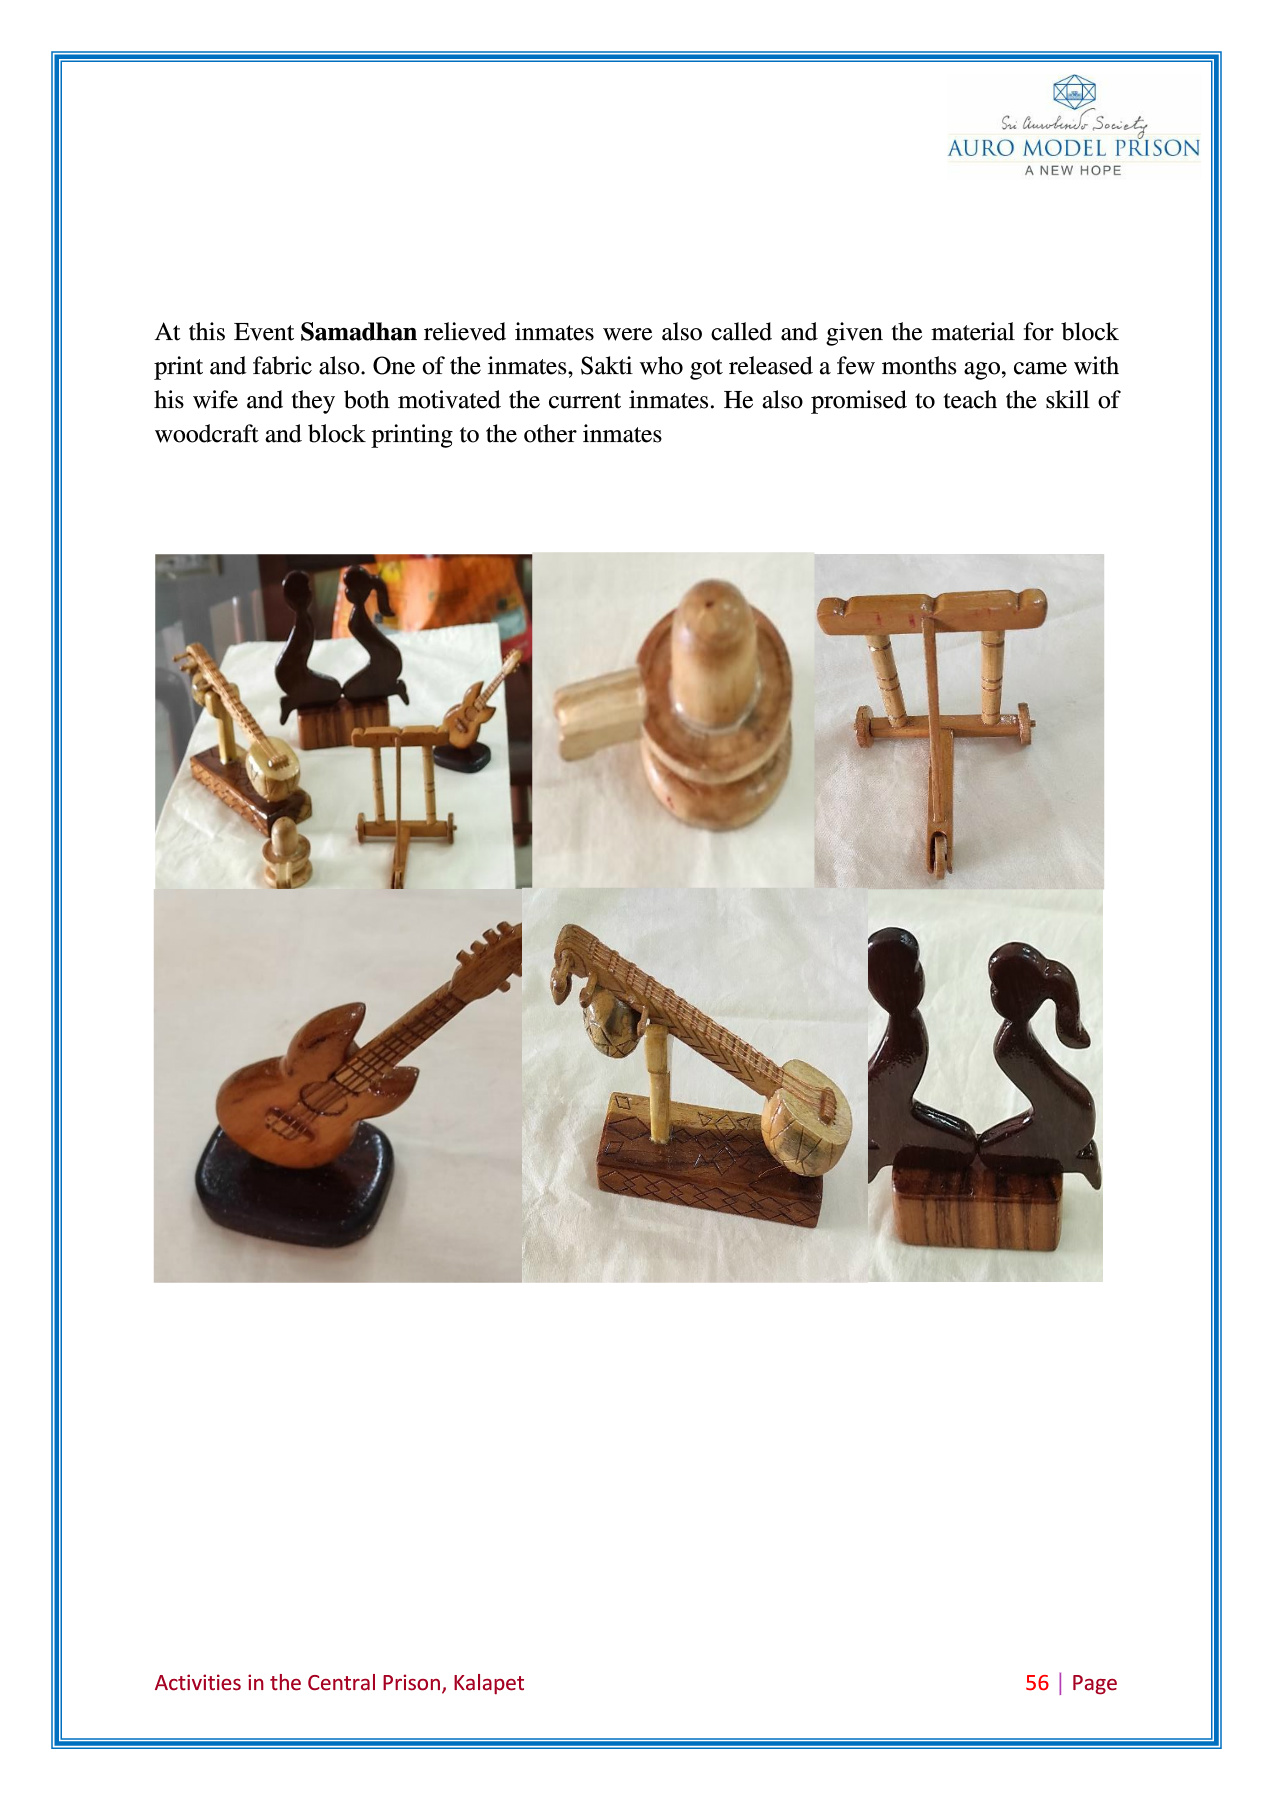 Sri Aurobindo Society
AURO MODEL PRISON
A NEW HOPE
At this Event Samadhan relieved inmates were also called and given the material for block
print and fabric also. One of the inmates, Sakti who got released a few months ago, came with
his wife and they both motivated the current inmates. He also promised to teach the skill of
woodcraft and block printing to the other inmates
Activities in the Central Prison, Kalapet
56 | Page